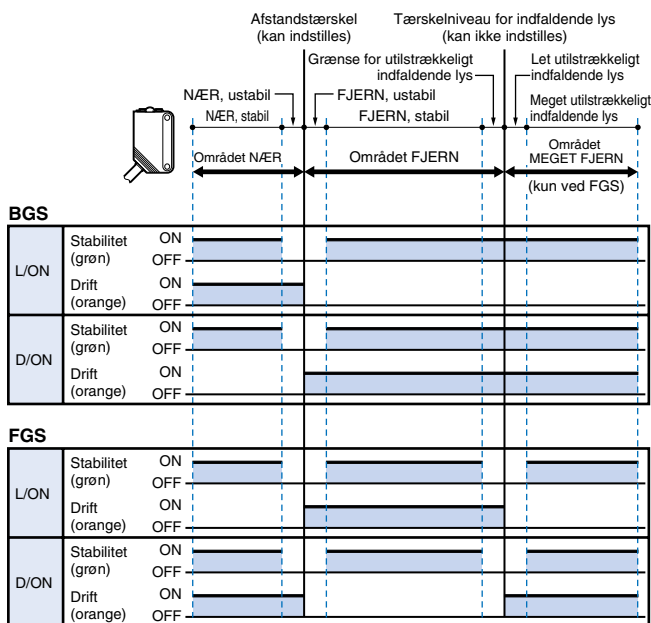 Afstandstærskel
(kan indstilles)
Tærskelniveau for indfaldende lys
(kan ikke indstilles)
Grænse for utilstrækkeligt
indfaldende lys
Let utilstrækkeligt
indfaldende lys
NÆR, ustabil
FJERN, ustabil
NÆR, stabil
FJERN, stabil
Meget utilstrækkeligt
indfaldende lys
Området NÆR
Området FJERN
Området
MEGET FJERN
(kun ved FGS)
BGS
L/ON
Stabilitet
(grøn)
ON
OFF
Drift
(orange)
ON
OFF
D/ON
Stabilitet
(grøn)
ON
OFF
Drift
(orange)
ON
OFF
FGS
L/ON
Stabilitet
(grøn)
ON
OFF
Drift
(orange)
ON
OFF
D/ON
Stabilitet
(grøn)
ON
OFF
Drift
(orange)
ON
OFF